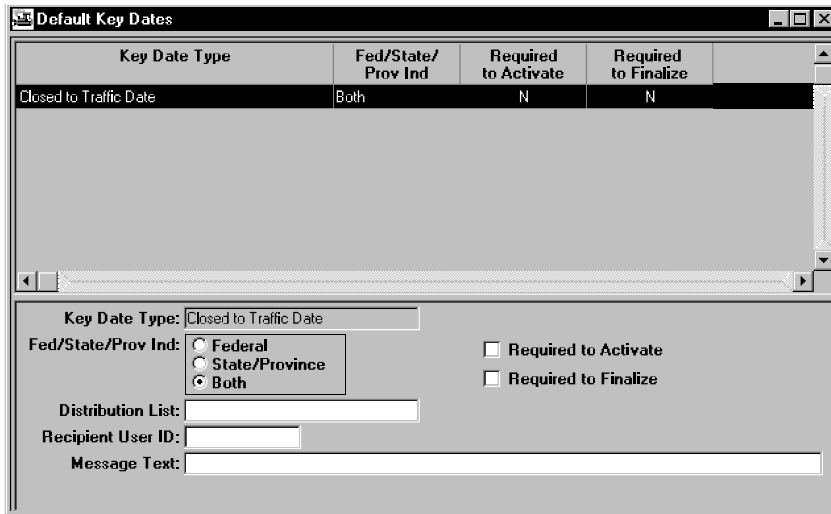 Default Key Dates
Key Date Type Fed/State/ Prov Ind Required to Activate Required to Finalize
Closed to Traffic Date Both N N
Key Date Type: Closed to Traffic Date
Fed/State/Prov Ind: Federal
State/Province
Both
Required to Activate
Required to Finalize
Distribution List:
Recipient User ID:
Message Text: